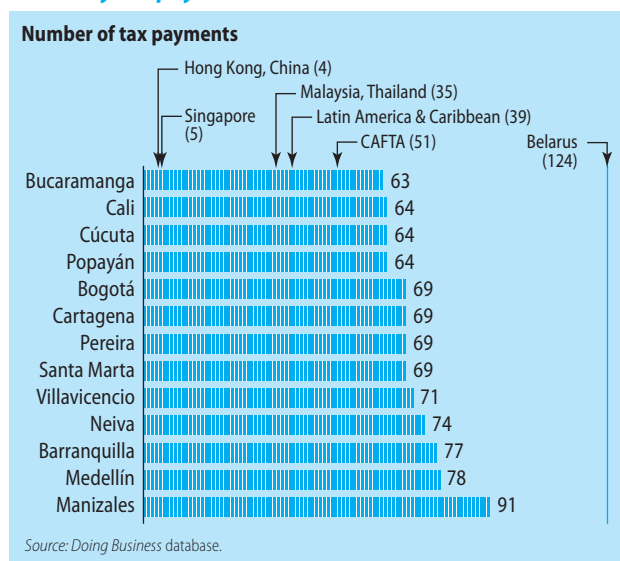 Number of tax payments
Hong Kong, China (4)
Malaysia, Thailand (35)
Singapore
(5)
Latin America & Caribbean (39)
CAFTA (51)
Belarus
(124)
Bucaramanga 63
Cali 64
Cúcuta 64
Popayán 64
Bogotá 69
Cartagena 69
Pereira 69
Santa Marta 69
Villavicencio 71
Neiva 74
Barranquilla 77
Medellín 78
Manizales 91
Source: Doing Business database.